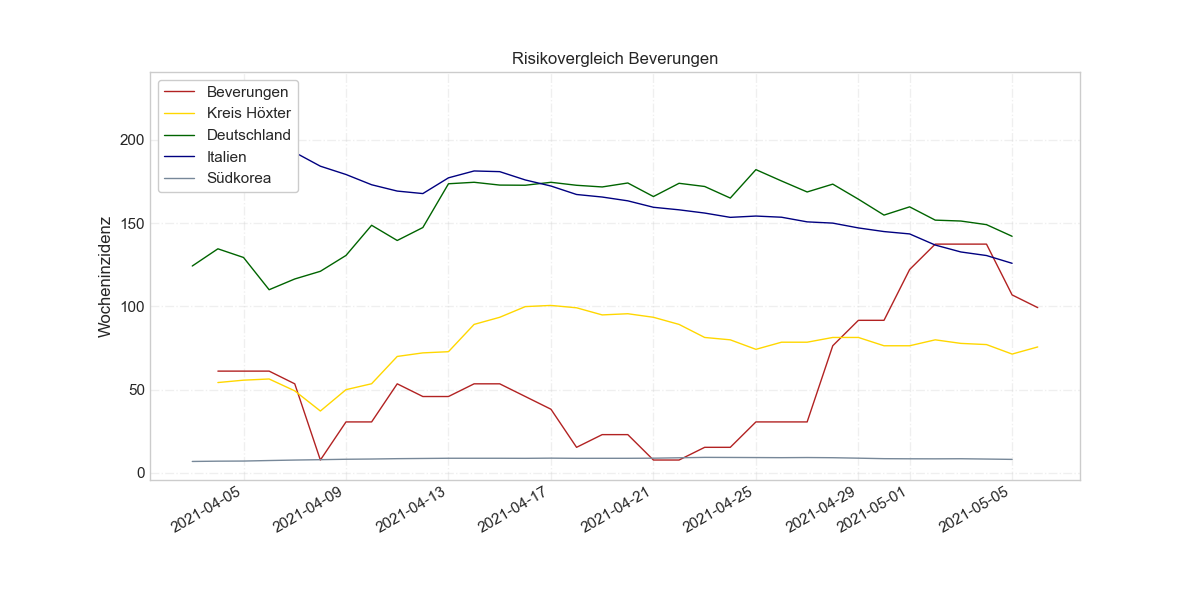 Risikovergleich Beverungen
Beverungen
Kreis Höxter
Deutschland
Italien
Südkorea
Wocheninzidenz
200
150
100
50
0
2021-04-05
2021-04-09
2021-04-13
2021-04-17
2021-04-21
2021-04-25
2021-04-29
2021-05-01
2021-05-05